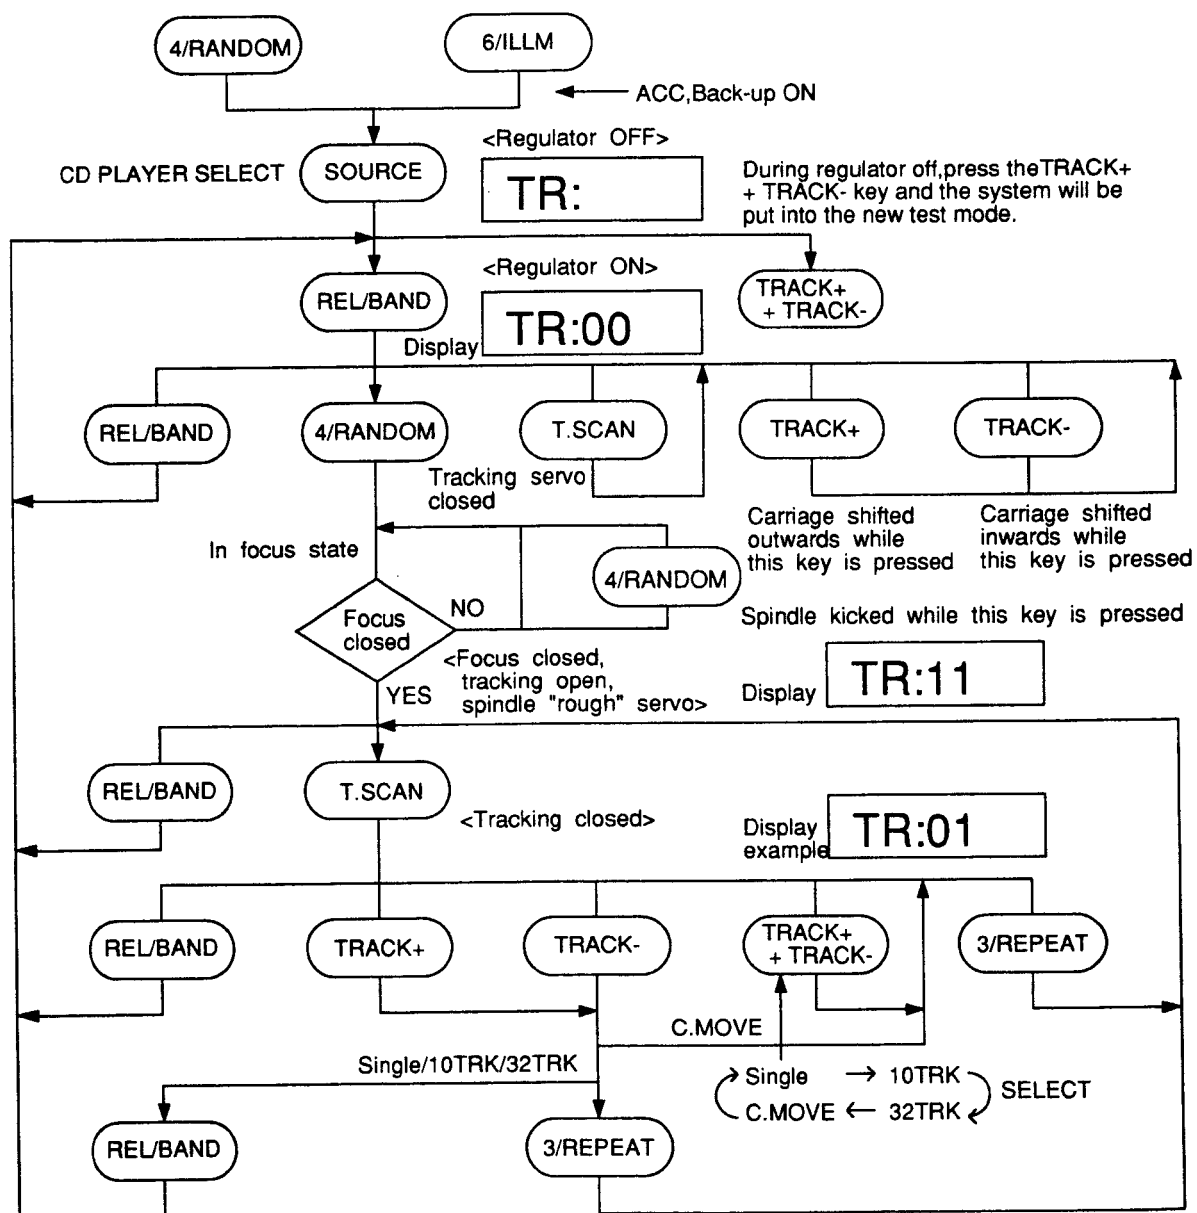 4/RANDOM
6/ILLM
ACC,Back-up ON
<Regulator OFF>
CD PLAYER SELECT
SOURCE
TR:
During regulator off,press theTRACK+
+ TRACK- key and the system will be
put into the new test mode.
<Regulator ON>
REL/BAND
TR:00
TRACK+
+ TRACK-
Display
REL/BAND
4/RANDOM
T.SCAN
TRACK+
TRACK-
Tracking servo
closed
Carriage shifted
outwards while
this key is pressed
Carriage shifted
inwards while
this key is pressed
In focus state
4/RANDOM
NO
Focus
closed
Spindle kicked while this key is pressed
<Focus closed,
tracking open,
spindle "rough" servo>
YES
Display
TR:11
REL/BAND
T.SCAN
<Tracking closed>
Display
example
TR:01
REL/BAND
TRACK+
TRACK-
TRACK+
+ TRACK-
3/REPEAT
C.MOVE
Single/10TRK/32TRK
Single → 10TRK
C.MOVE ← 32TRK
SELECT
REL/BAND
3/REPEAT